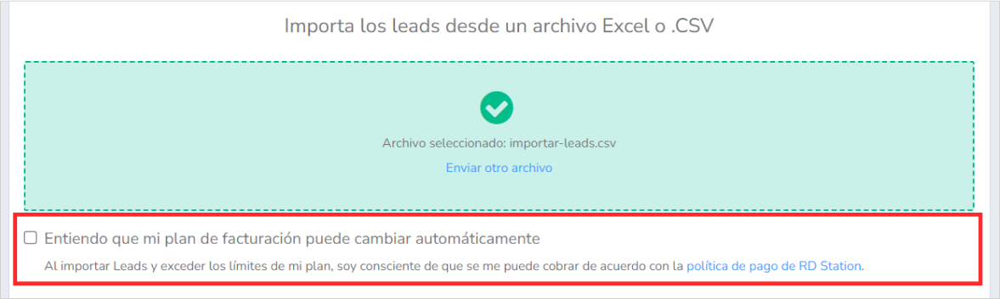 Importa los leads desde un archivo Excel o .CSV
Archivo seleccionado: importar-leads.csv
Enviar otro archivo
Entiendo que mi plan de facturación puede cambiar automáticamente
Al importar Leads y exceder los límites de mi plan, soy consciente de que se me puede cobrar de acuerdo con la política de pago de RD Station.